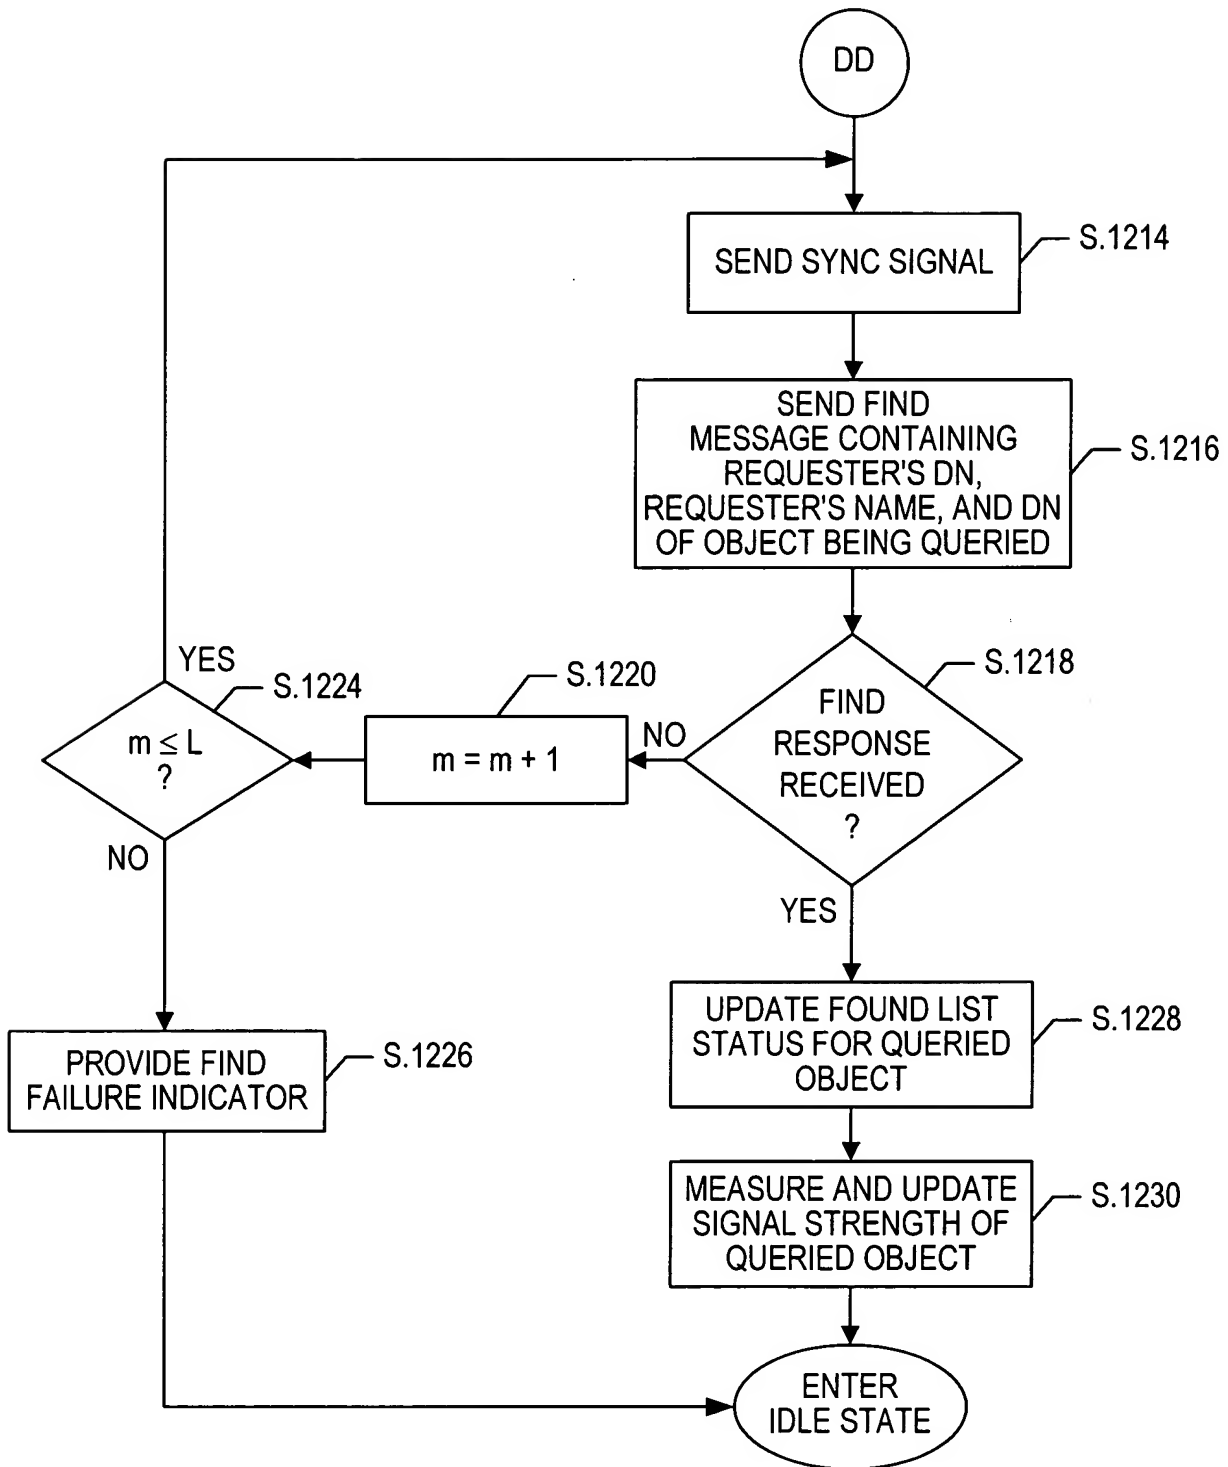 DD
SEND SYNC SIGNAL
S.1214
SEND FIND
MESSAGE CONTAINING
REQUESTER'S DN,
REQUESTER'S NAME, AND DN
OF OBJECT BEING QUERIED
S.1216
FIND
RESPONSE
RECEIVED
?
S.1218
NO
m = m + 1
S.1220
m ≤ L
?
S.1224
YES
NO
PROVIDE FIND
FAILURE INDICATOR
S.1226
YES
UPDATE FOUND LIST
STATUS FOR QUERIED
OBJECT
S.1228
MEASURE AND UPDATE
SIGNAL STRENGTH OF
QUERIED OBJECT
S.1230
ENTER
IDLE STATE